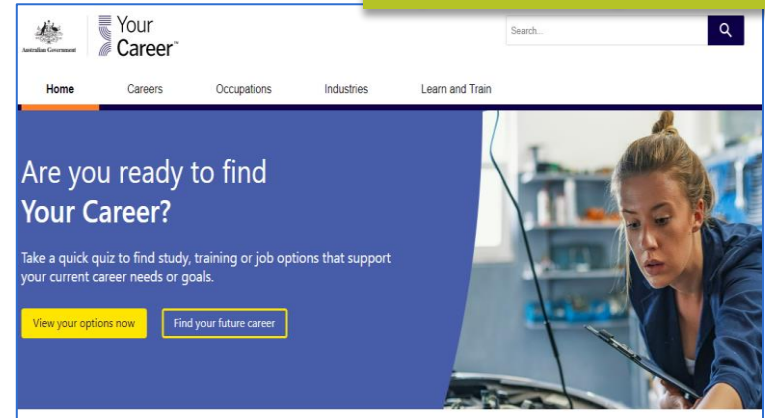 Australian Government
Your
Career™
Search...
Home Careers Occupations Industries Learn and Train
Are you ready to find
Your Career?
Take a quick quiz to find study, training or job options that support
your current career needs or goals.
View your options now Find your future career